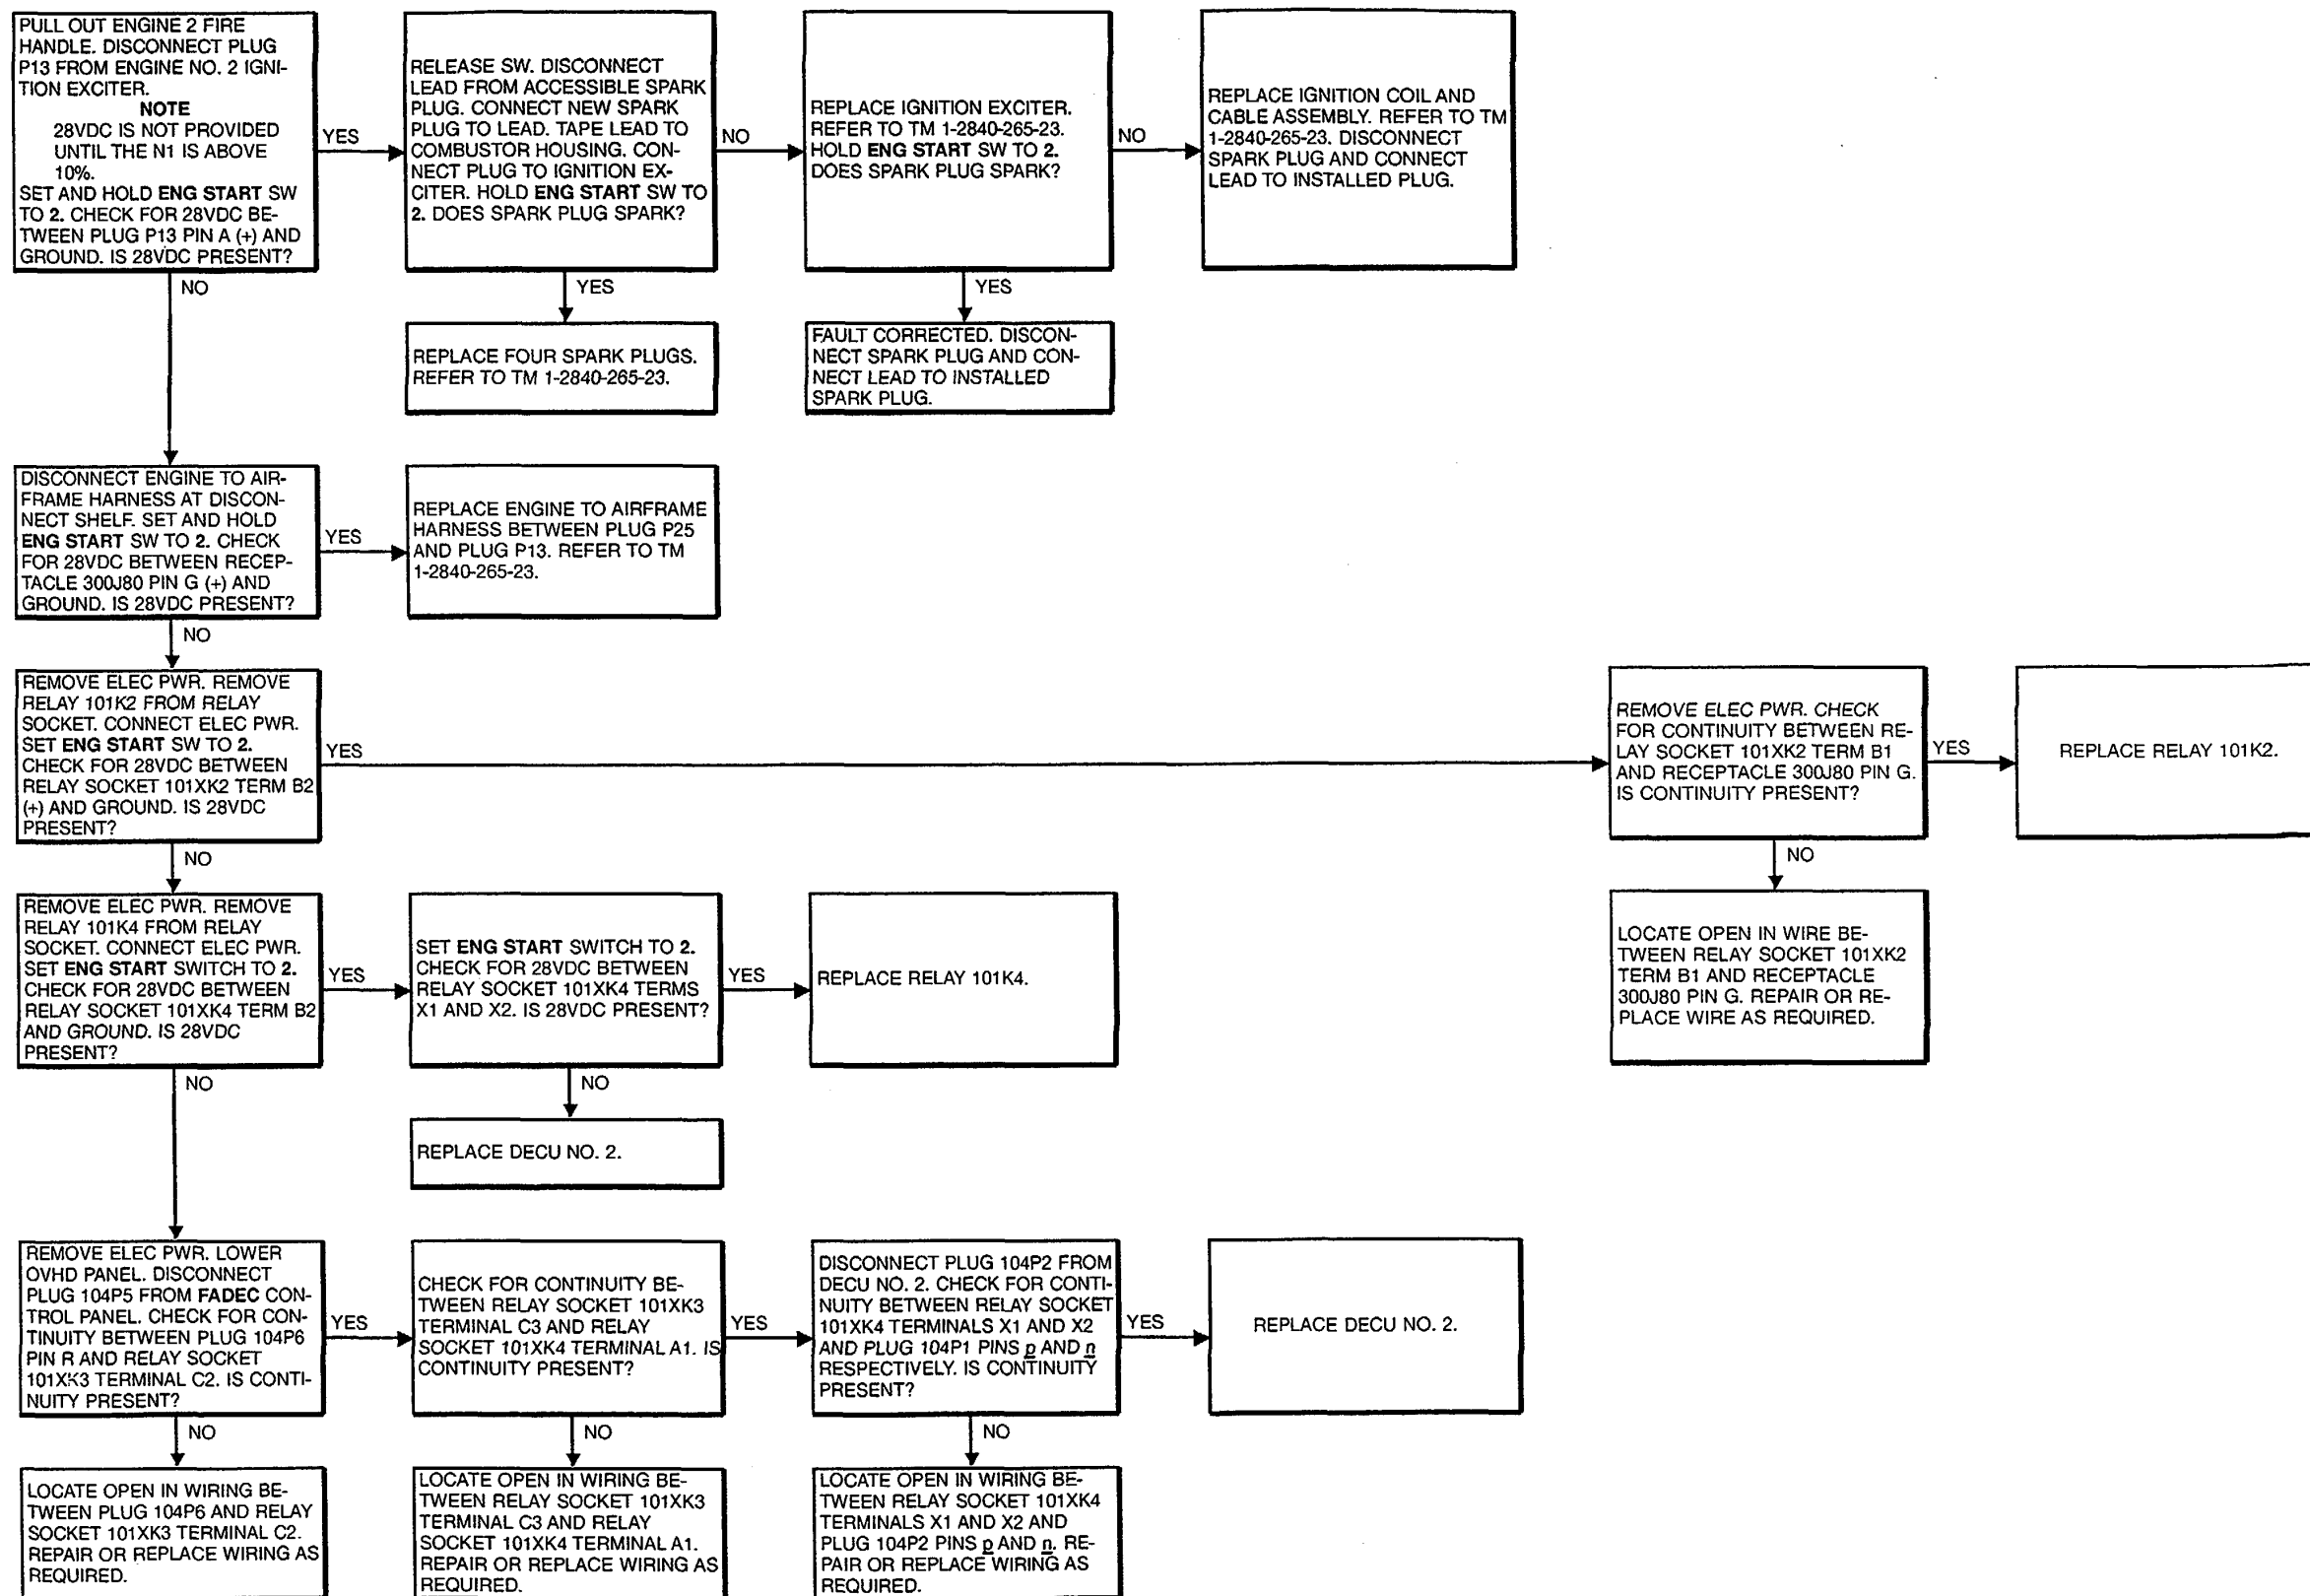 PULL OUT ENGINE 2 FIRE
HANDLE. DISCONNECT PLUG
P13 FROM ENGINE NO. 2 IGNI-
TION EXCITER.
NOTE
28VDC IS NOT PROVIDED
UNTIL THE N1 IS ABOVE
10%.
SET AND HOLD ENG START SW
TO 2. CHECK FOR 28VDC BE-
TWEEN PLUG P13 PIN A (+) AND
GROUND. IS 28VDC PRESENT?
YES
RELEASE SW. DISCONNECT
LEAD FROM ACCESSIBLE SPARK
PLUG. CONNECT NEW SPARK
PLUG TO LEAD. TAPE LEAD TO
COMBUSTOR HOUSING. CON-
NECT PLUG TO IGNITION EX-
CITER. HOLD ENG START SW TO
2. DOES SPARK PLUG SPARK?
NO
REPLACE IGNITION EXCITER.
REFER TO TM 1-2840-265-23.
HOLD ENG START SW TO 2.
DOES SPARK PLUG SPARK?
NO
REPLACE IGNITION COIL AND
CABLE ASSEMBLY. REFER TO TM
1-2840-265-23. DISCONNECT
SPARK PLUG AND CONNECT
LEAD TO INSTALLED PLUG.
NO
YES
YES
REPLACE FOUR SPARK PLUGS.
REFER TO TM 1-2840-265-23.
FAULT CORRECTED. DISCON-
NECT SPARK PLUG AND CON-
NECT LEAD TO INSTALLED
SPARK PLUG.
DISCONNECT ENGINE TO AIR-
FRAME HARNESS AT DISCON-
NECT SHELF. SET AND HOLD
ENG START SW TO 2. CHECK
FOR 28VDC BETWEEN RECEP-
TACLE 300J80 PIN G (+) AND
GROUND. IS 28VDC PRESENT?
YES
REPLACE ENGINE TO AIRFRAME
HARNESS BETWEEN PLUG P25
AND PLUG P13. REFER TO TM
1-2840-265-23.
NO
REMOVE ELEC PWR. REMOVE
RELAY 101K2 FROM RELAY
SOCKET. CONNECT ELEC PWR.
SET ENG START SW TO 2.
CHECK FOR 28VDC BETWEEN
RELAY SOCKET 101XK2 TERM B2
(+) AND GROUND. IS 28VDC
PRESENT?
YES
REMOVE ELEC PWR. CHECK
FOR CONTINUITY BETWEEN RE-
LAY SOCKET 101XK2 TERM B1
AND RECEPTACLE 300J80 PIN G.
IS CONTINUITY PRESENT?
YES
REPLACE RELAY 101K2.
NO
NO
REMOVE ELEC PWR. REMOVE
RELAY 101K4 FROM RELAY
SOCKET. CONNECT ELEC PWR.
SET ENG START SWITCH TO 2.
CHECK FOR 28VDC BETWEEN
RELAY SOCKET 101XK4 TERM B2
AND GROUND. IS 28VDC
PRESENT?
YES
SET ENG START SWITCH TO 2.
CHECK FOR 28VDC BETWEEN
RELAY SOCKET 101XK4 TERMS
X1 AND X2. IS 28VDC PRESENT?
YES
REPLACE RELAY 101K4.
LOCATE OPEN IN WIRE BE-
TWEEN RELAY SOCKET 101XK2
TERM B1 AND RECEPTACLE
300J80 PIN G. REPAIR OR RE-
PLACE WIRE AS REQUIRED.
NO
NO
REPLACE DECU NO. 2.
REMOVE ELEC PWR. LOWER
OVHD PANEL. DISCONNECT
PLUG 104P5 FROM FADEC CON-
TROL PANEL. CHECK FOR CON-
TINUITY BETWEEN PLUG 104P6
PIN R AND RELAY SOCKET
101XK3 TERMINAL C2. IS CONTI-
NUITY PRESENT?
YES
CHECK FOR CONTINUITY BE-
TWEEN RELAY SOCKET 101XK3
TERMINAL C3 AND RELAY
SOCKET 101XK4 TERMINAL A1. IS
CONTINUITY PRESENT?
YES
DISCONNECT PLUG 104P2 FROM
DECU NO. 2. CHECK FOR CONTI-
NUITY BETWEEN RELAY SOCKET
101XK4 TERMINALS X1 AND X2
AND PLUG 104P1 PINS p AND n
RESPECTIVELY. IS CONTINUITY
PRESENT?
YES
REPLACE DECU NO. 2.
NO
NO
NO
LOCATE OPEN IN WIRING BE-
TWEEN PLUG 104P6 AND RELAY
SOCKET 101XK3 TERMINAL C2.
REPAIR OR REPLACE WIRING AS
REQUIRED.
LOCATE OPEN IN WIRING BE-
TWEEN RELAY SOCKET 101XK3
TERMINAL C3 AND RELAY
SOCKET 101XK4 TERMINAL A1.
REPAIR OR REPLACE WIRING AS
REQUIRED.
LOCATE OPEN IN WIRING BE-
TWEEN RELAY SOCKET 101XK4
TERMINALS X1 AND X2 AND
PLUG 104P2 PINS p AND n. RE-
PAIR OR REPLACE WIRING AS
REQUIRED.